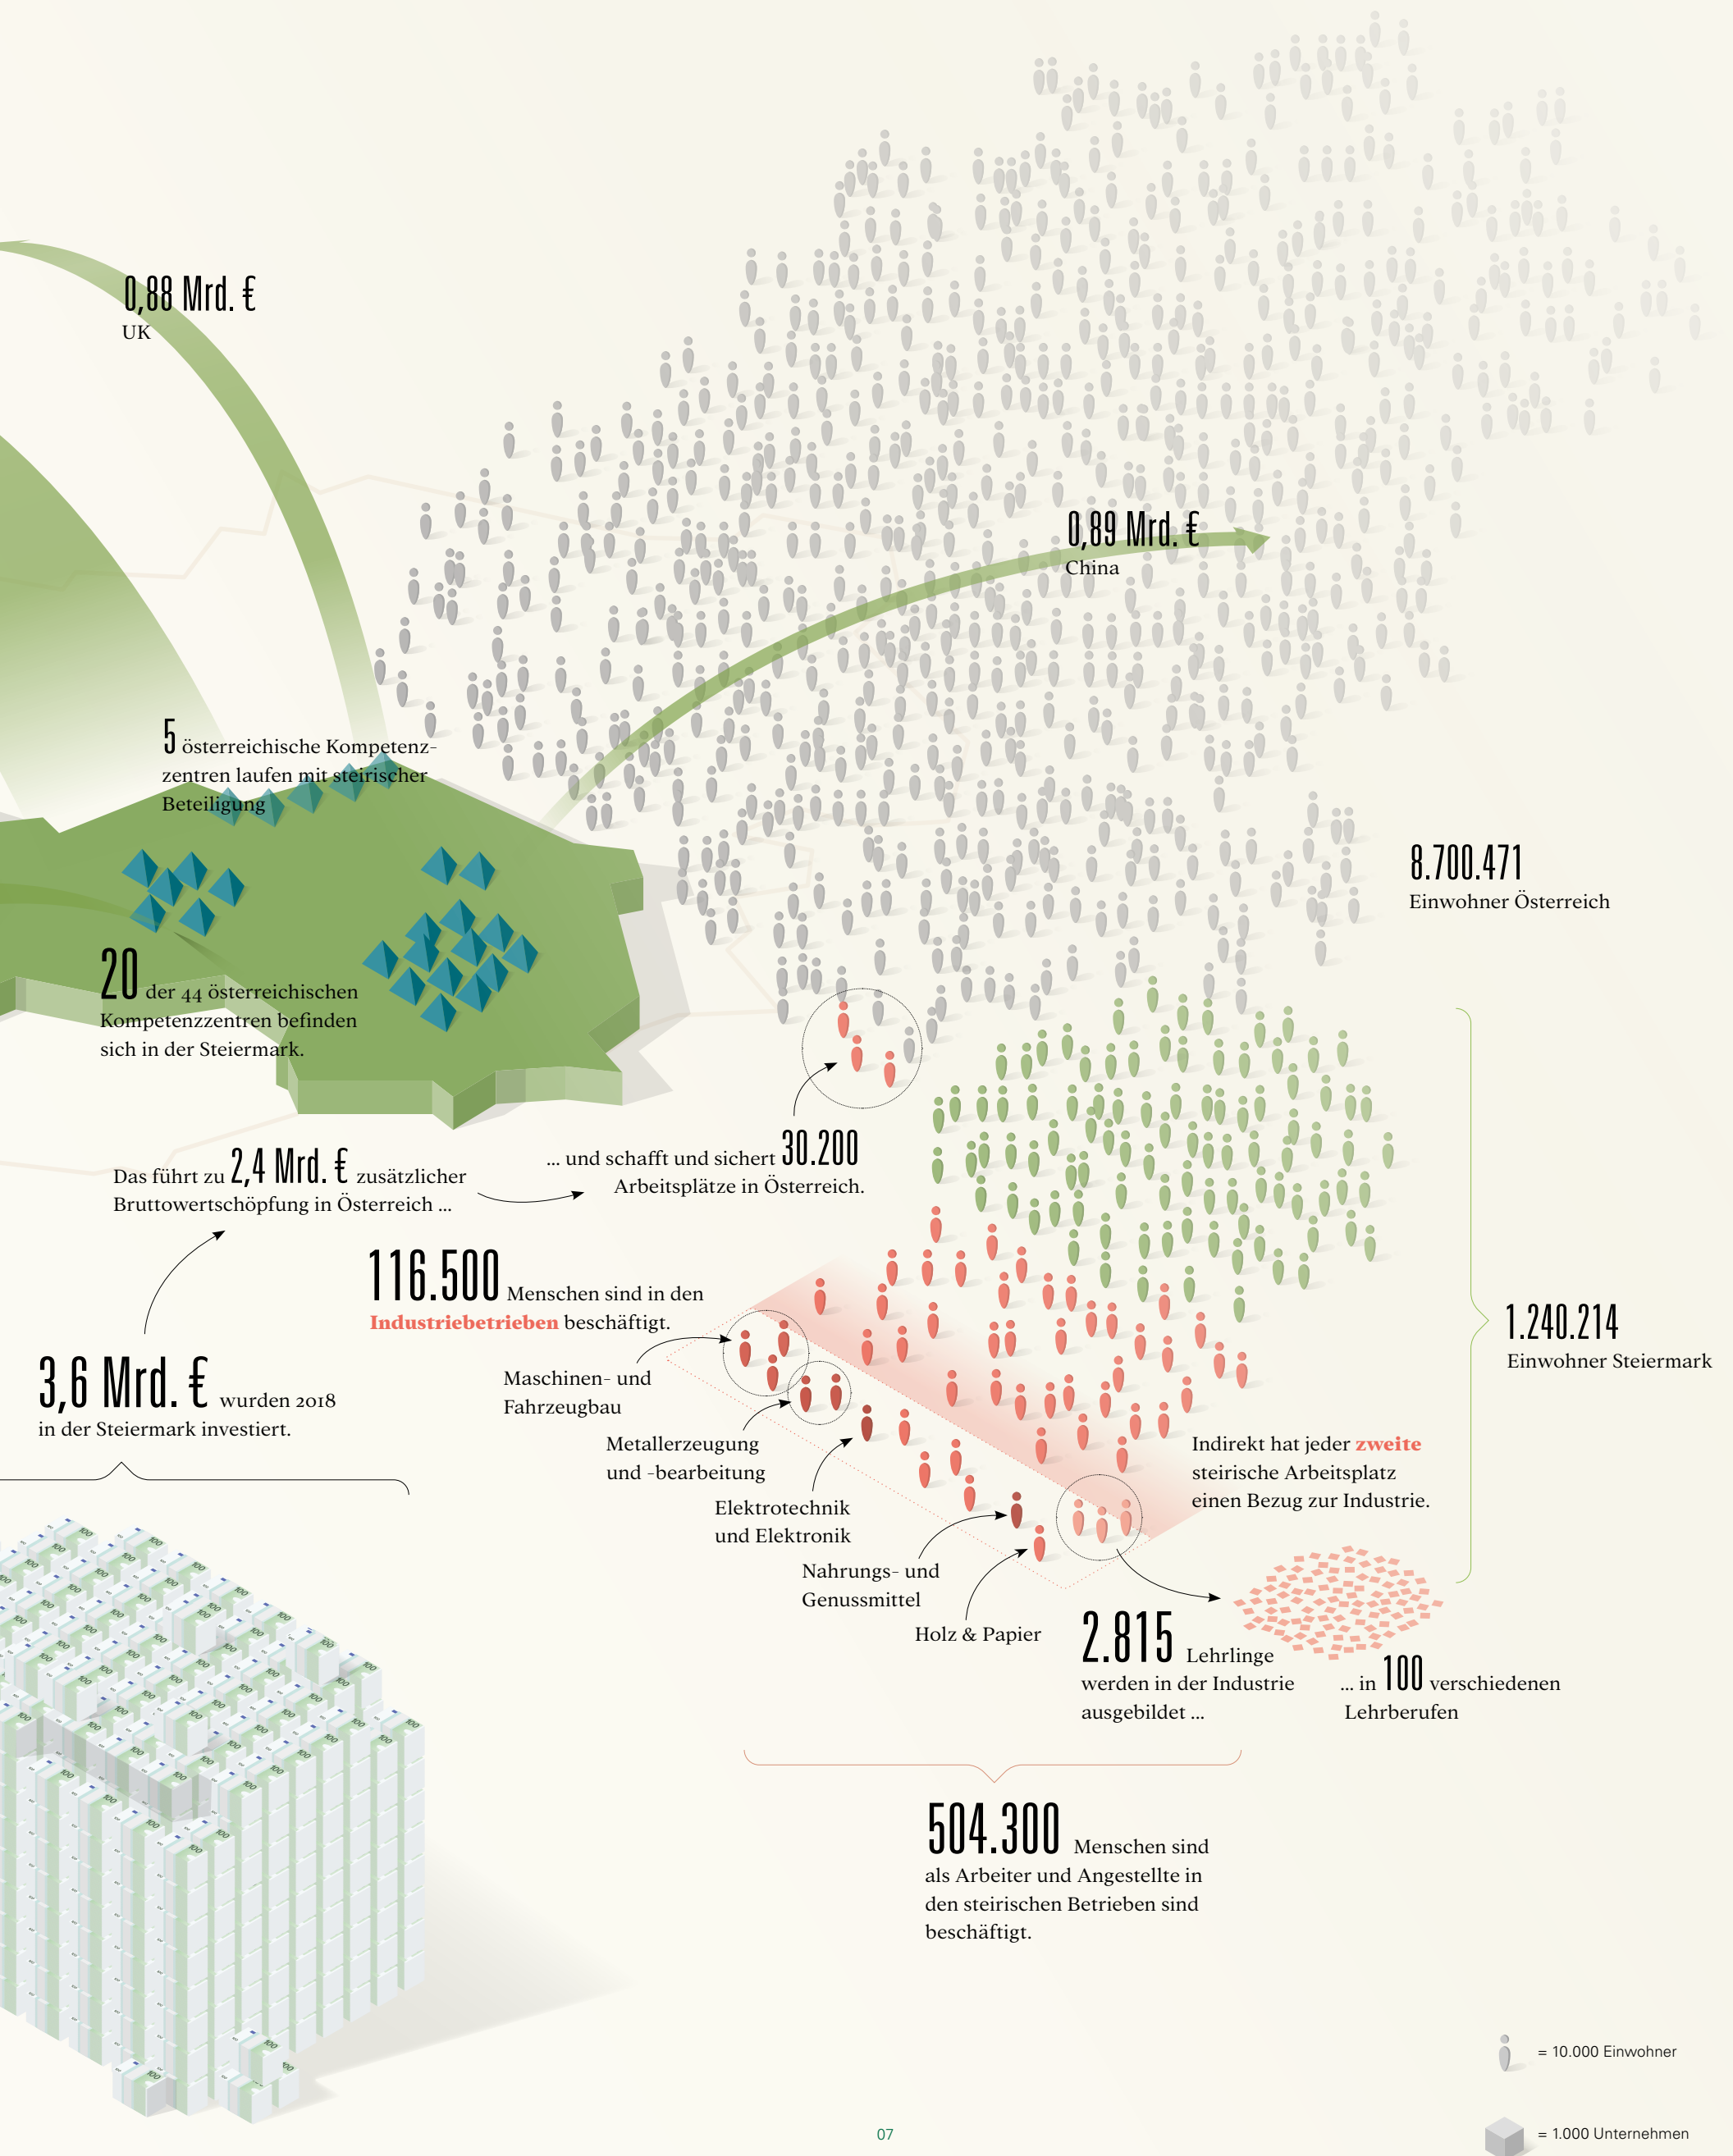 0,88 Mrd. €
UK
0,89 Mrd. €
China
5 österreichische Kompetenz-
zentren laufen mit steirischer
Beteiligung
8.700.471
Einwohner Österreich
20 der 44 österreichischen
Kompetenzzentren befinden
sich in der Steiermark.
Das führt zu 2,4 Mrd. € zusätzlicher
Bruttowertschöpfung in Österreich ...
... und schafft und sichert 30.200
Arbeitsplätze in Österreich.
116.500 Menschen sind in den
Industriebetrieben beschäftigt.
1.240.214
Einwohner Steiermark
3,6 Mrd. € wurden 2018
in der Steiermark investiert.
Maschinen- und
Fahrzeugbau
Metallerzeugung
und -bearbeitung
Elektrotechnik
und Elektronik
Nahrungs- und
Genussmittel
Holz & Papier
Indirekt hat jeder zweite
steirische Arbeitsplatz
einen Bezug zur Industrie.
2.815 Lehrlinge
werden in der Industrie
ausgebildet ...
... in 100 verschiedenen
Lehrberufen
504.300 Menschen sind
als Arbeiter und Angestellte in
den steirischen Betrieben sind
beschäftigt.
= 10.000 Einwohner
= 1.000 Unternehmen
07